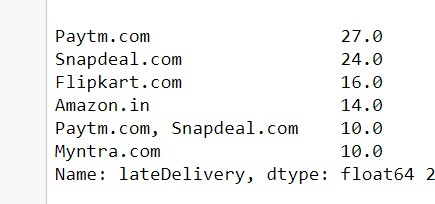 Paytm.com 27.0
Snapdeal.com 24.0
Flipkart.com 16.0
Amazon.in 14.0
Paytm.com, Snapdeal.com 10.0
Myntra.com 10.0
Name: lateDelivery, dtype: float64 2